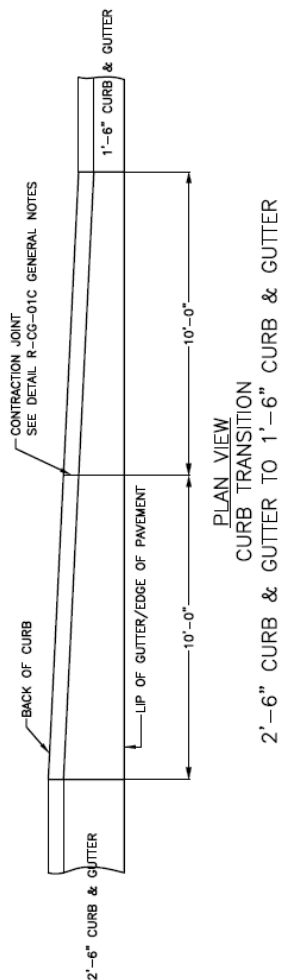 2'-6" CURB & GUTTER
BACK OF CURB
CONTRACTION JOINT
SEE DETAIL R-CG-01C GENERAL NOTES
1'-6" CURB & GUTTER
LIP OF GUTTER/EDGE OF PAVEMENT
10'-0"
10'-0"
PLAN VIEW
CURB TRANSITION
2'-6" CURB & GUTTER TO 1'-6" CURB & GUTTER